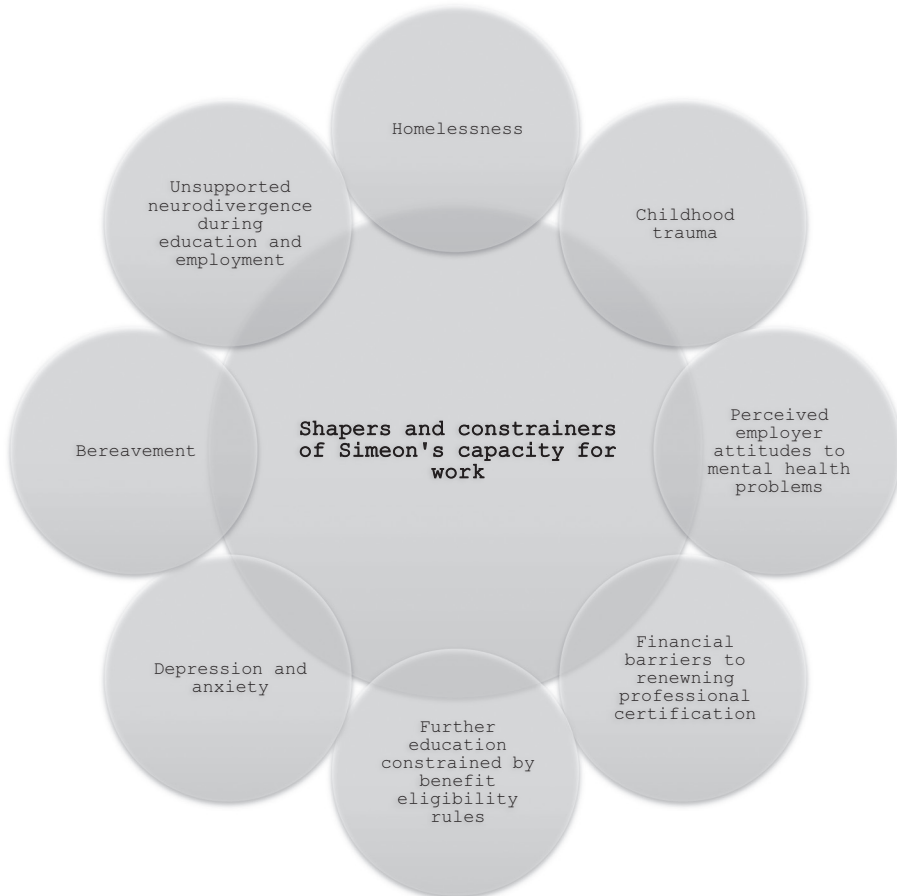 Homelessness
Unsupported
neurodivergence
during
education and
employment
Childhood
trauma
Shapers and constrainers
of Simeon's capacity for
work
Bereavement
Perceived
employer
attitudes to
mental health
problems
Depression and
anxiety
Financial
barriers to
renewning
professional
certification
Further
education
constrained by
benefit
eligibility
rules